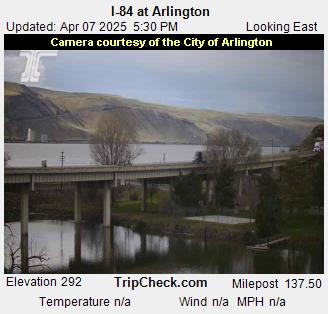 I-84 at Arlington
Updated: Apr 07 2025 5:30 PM Looking East
Camera courtesy of the City of Arlington
Elevation 292 TripCheck.com Milepost 137.50
Temperature n/a Wind n/a MPH n/a